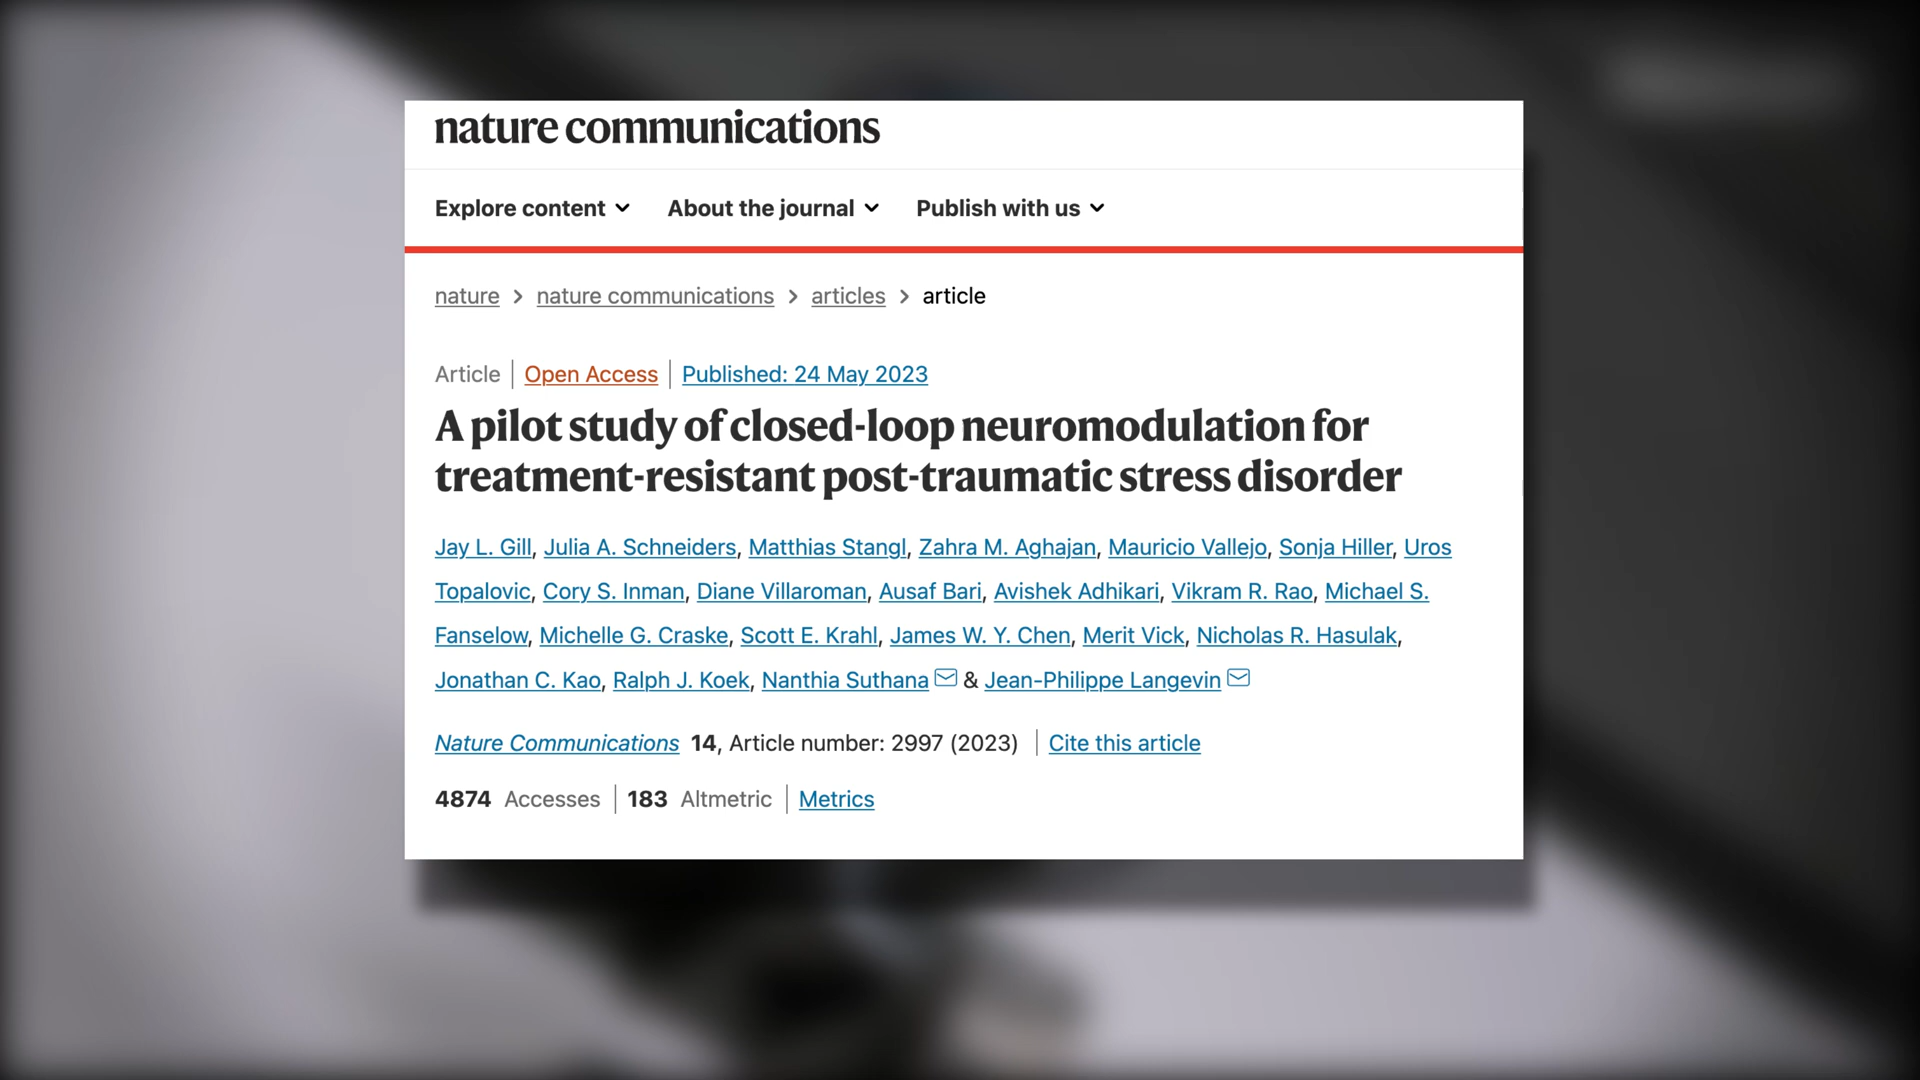 nature communications
Explore content About the journal Publish with us
nature > nature communications > articles > article
Article | Open Access | Published: 24 May 2023
A pilot study of closed-loop neuromodulation for
treatment-resistant post-traumatic stress disorder
Jay L. Gill, Julia A. Schneiders, Matthias Stangl, Zahra M. Aghajan, Mauricio Vallejo, Sonja Hiller, Uros
Topalovic, Cory S. Inman, Diane Villaroman, Ausaf Bari, Avishek Adhikari, Vikram R. Rao, Michael S.
Fanselow, Michelle G. Craske, Scott E. Krahl, James W. Y. Chen, Merit Vick, Nicholas R. Hasulak,
Jonathan C. Kao, Ralph J. Koek, Nanthia Suthana & Jean-Philippe Langevin
Nature Communications 14, Article number: 2997 (2023) | Cite this article
4874 Accesses | 183 Altmetric | Metrics